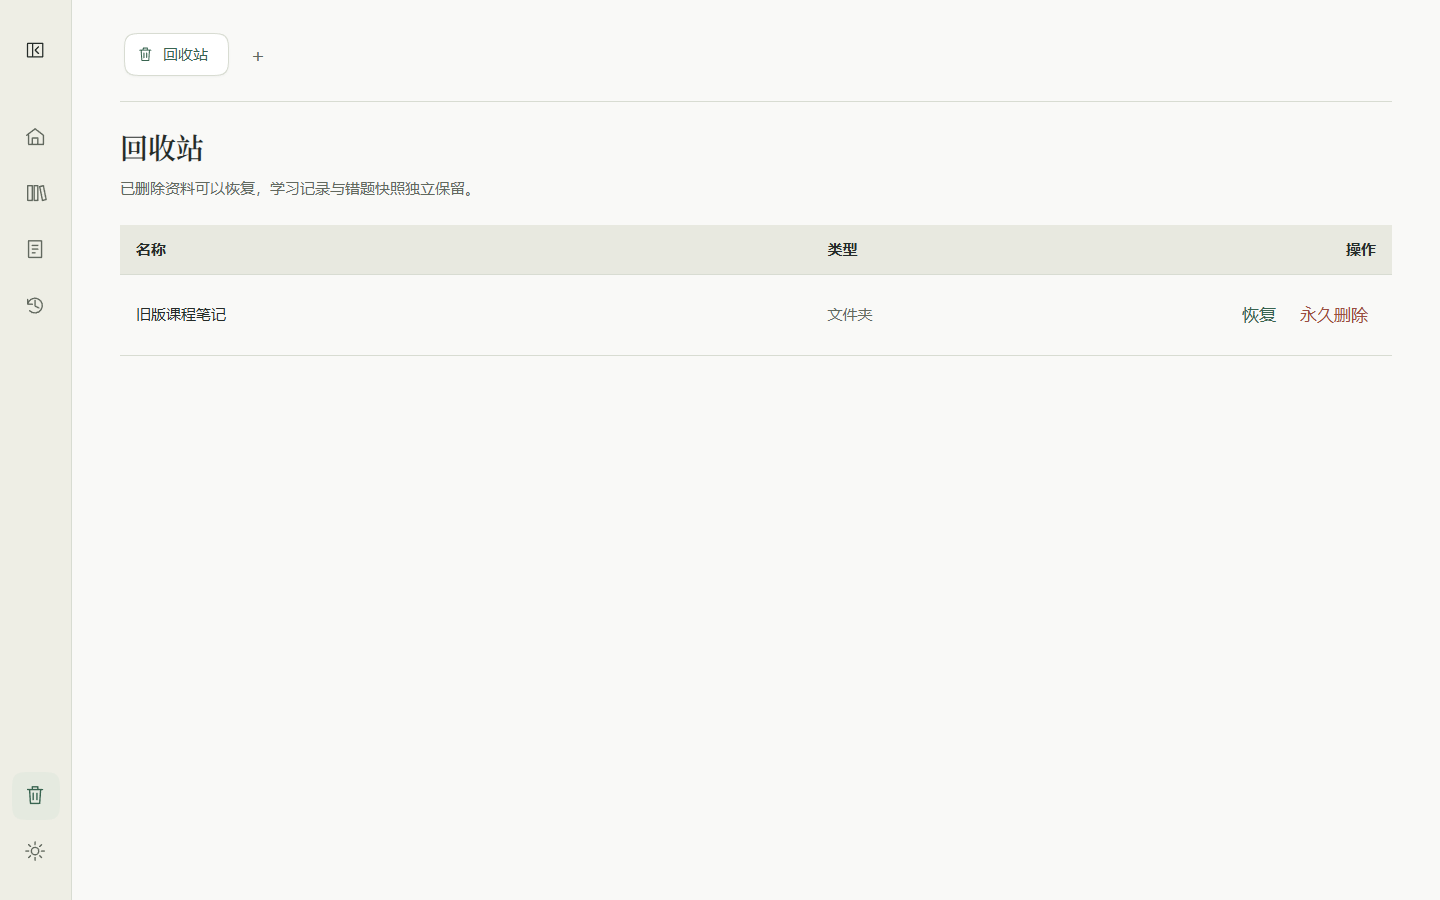 回收站
+
回收站
已删除资料可以恢复，学习记录与错题快照独立保留。
名称 类型 操作
旧版课程笔记 文件夹 恢复 永久删除